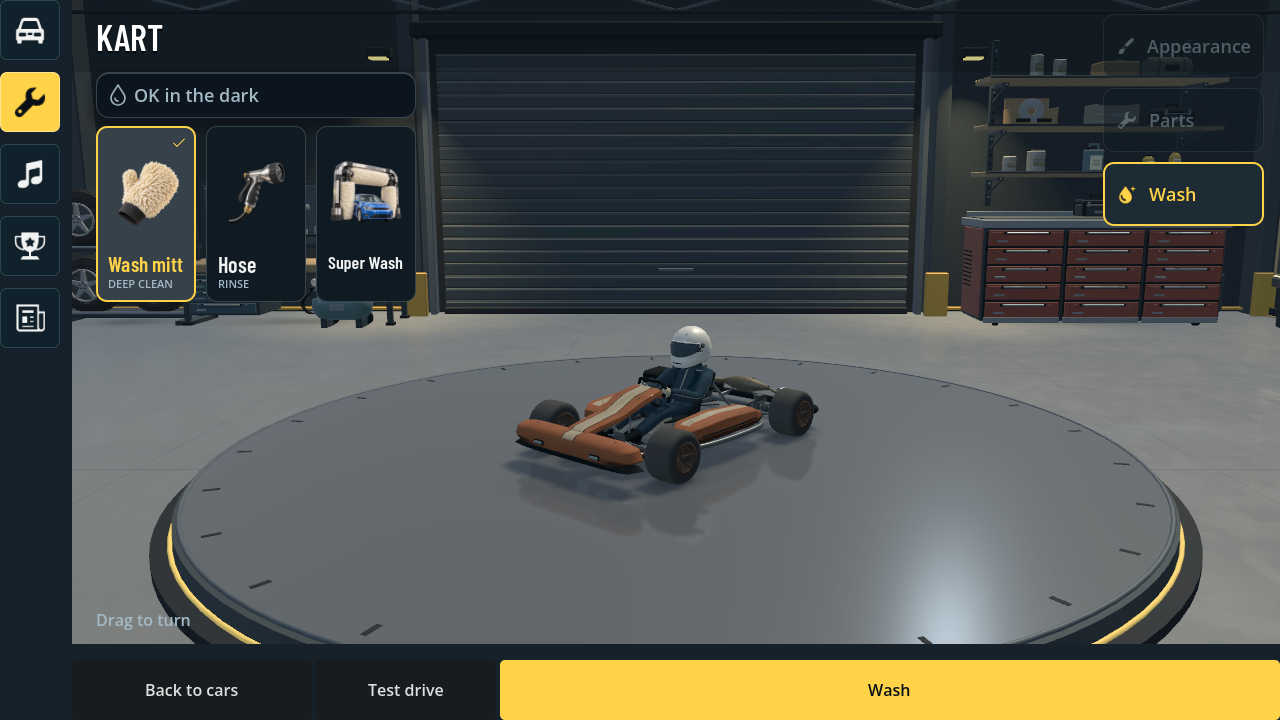 KART
OK in the dark
Wash mitt
DEEP CLEAN
Hose
RINSE
Super Wash
Appearance
Parts
Wash
Drag to turn
Back to cars
Test drive
Wash